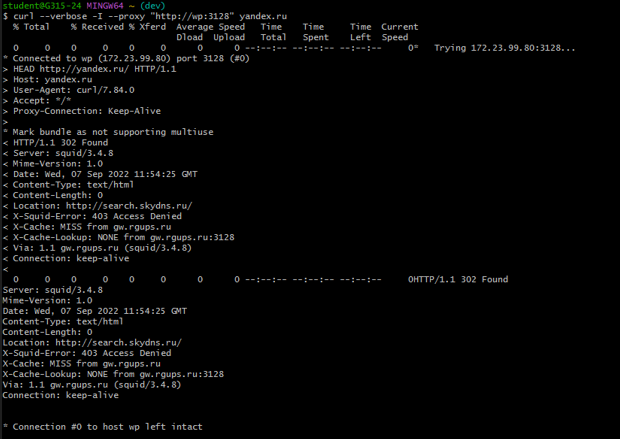 student@G315-24 MINGW64 ~ (dev)
$ curl --verbose -I --proxy "http://wp:3128" yandex.ru
  % Total    % Received % Xferd  Average Speed   Time    Time     Time  Current
                                 Dload  Upload   Total   Spent    Left  Speed
  0     0    0     0    0     0      0      0 --:--:-- --:--:-- --:--:--     0*   Trying 172.23.99.80:3128...
* Connected to wp (172.23.99.80) port 3128 (#0)
> HEAD http://yandex.ru/ HTTP/1.1
> Host: yandex.ru
> User-Agent: curl/7.84.0
> Accept: */*
> Proxy-Connection: Keep-Alive
>
* Mark bundle as not supporting multiuse
< HTTP/1.1 302 Found
< Server: squid/3.4.8
< Mime-Version: 1.0
< Date: Wed, 07 Sep 2022 11:54:25 GMT
< Content-Type: text/html
< Content-Length: 0
< Location: http://search.skydns.ru/
< X-Squid-Error: 403 Access Denied
< X-Cache: MISS from gw.rgups.ru
< X-Cache-Lookup: NONE from gw.rgups.ru:3128
< Via: 1.1 gw.rgups.ru (squid/3.4.8)
< Connection: keep-alive
<
  0     0    0     0    0     0      0      0 --:--:-- --:--:-- --:--:--     0HTTP/1.1 302 Found
Server: squid/3.4.8
Mime-Version: 1.0
Date: Wed, 07 Sep 2022 11:54:25 GMT
Content-Type: text/html
Content-Length: 0
Location: http://search.skydns.ru/
X-Squid-Error: 403 Access Denied
X-Cache: MISS from gw.rgups.ru
X-Cache-Lookup: NONE from gw.rgups.ru:3128
Via: 1.1 gw.rgups.ru (squid/3.4.8)
Connection: keep-alive
* Connection #0 to host wp left intact